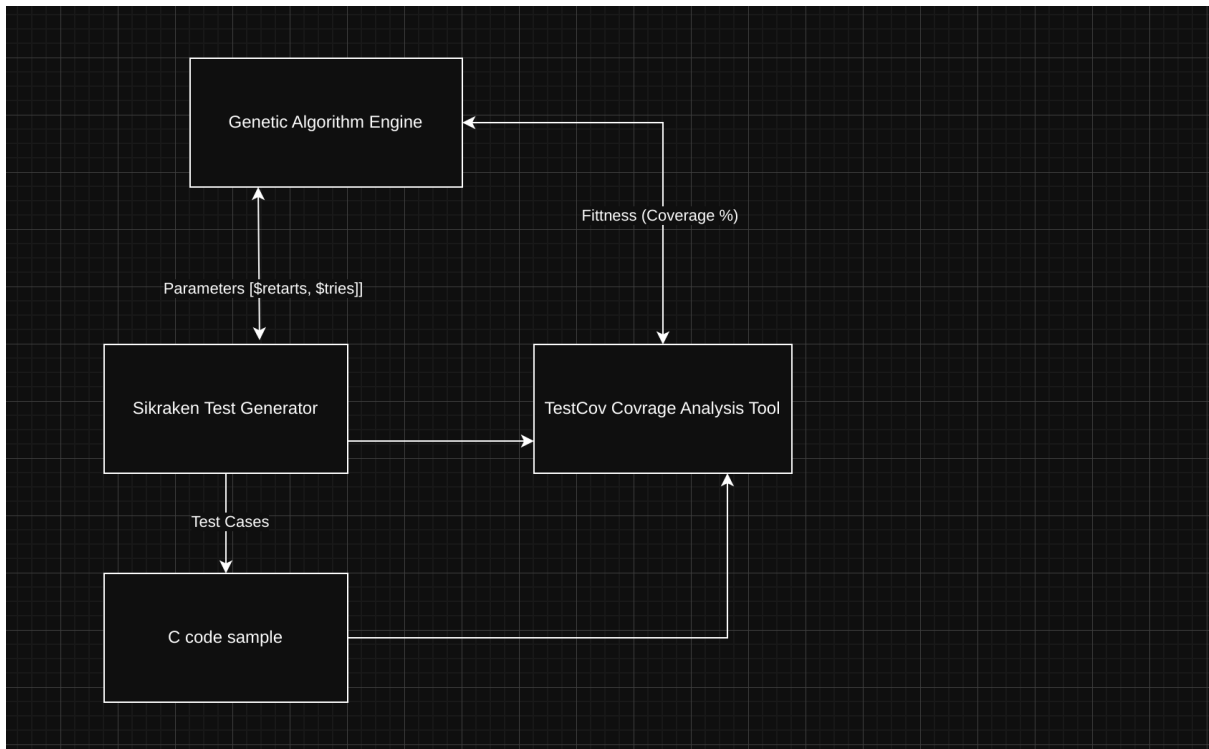 Genetic Algorithm Engine
Fittness (Coverage %)
Parameters [$retarts, $tries]]
Sikraken Test Generator
TestCov Covrage Analysis Tool
Test Cases
C code sample